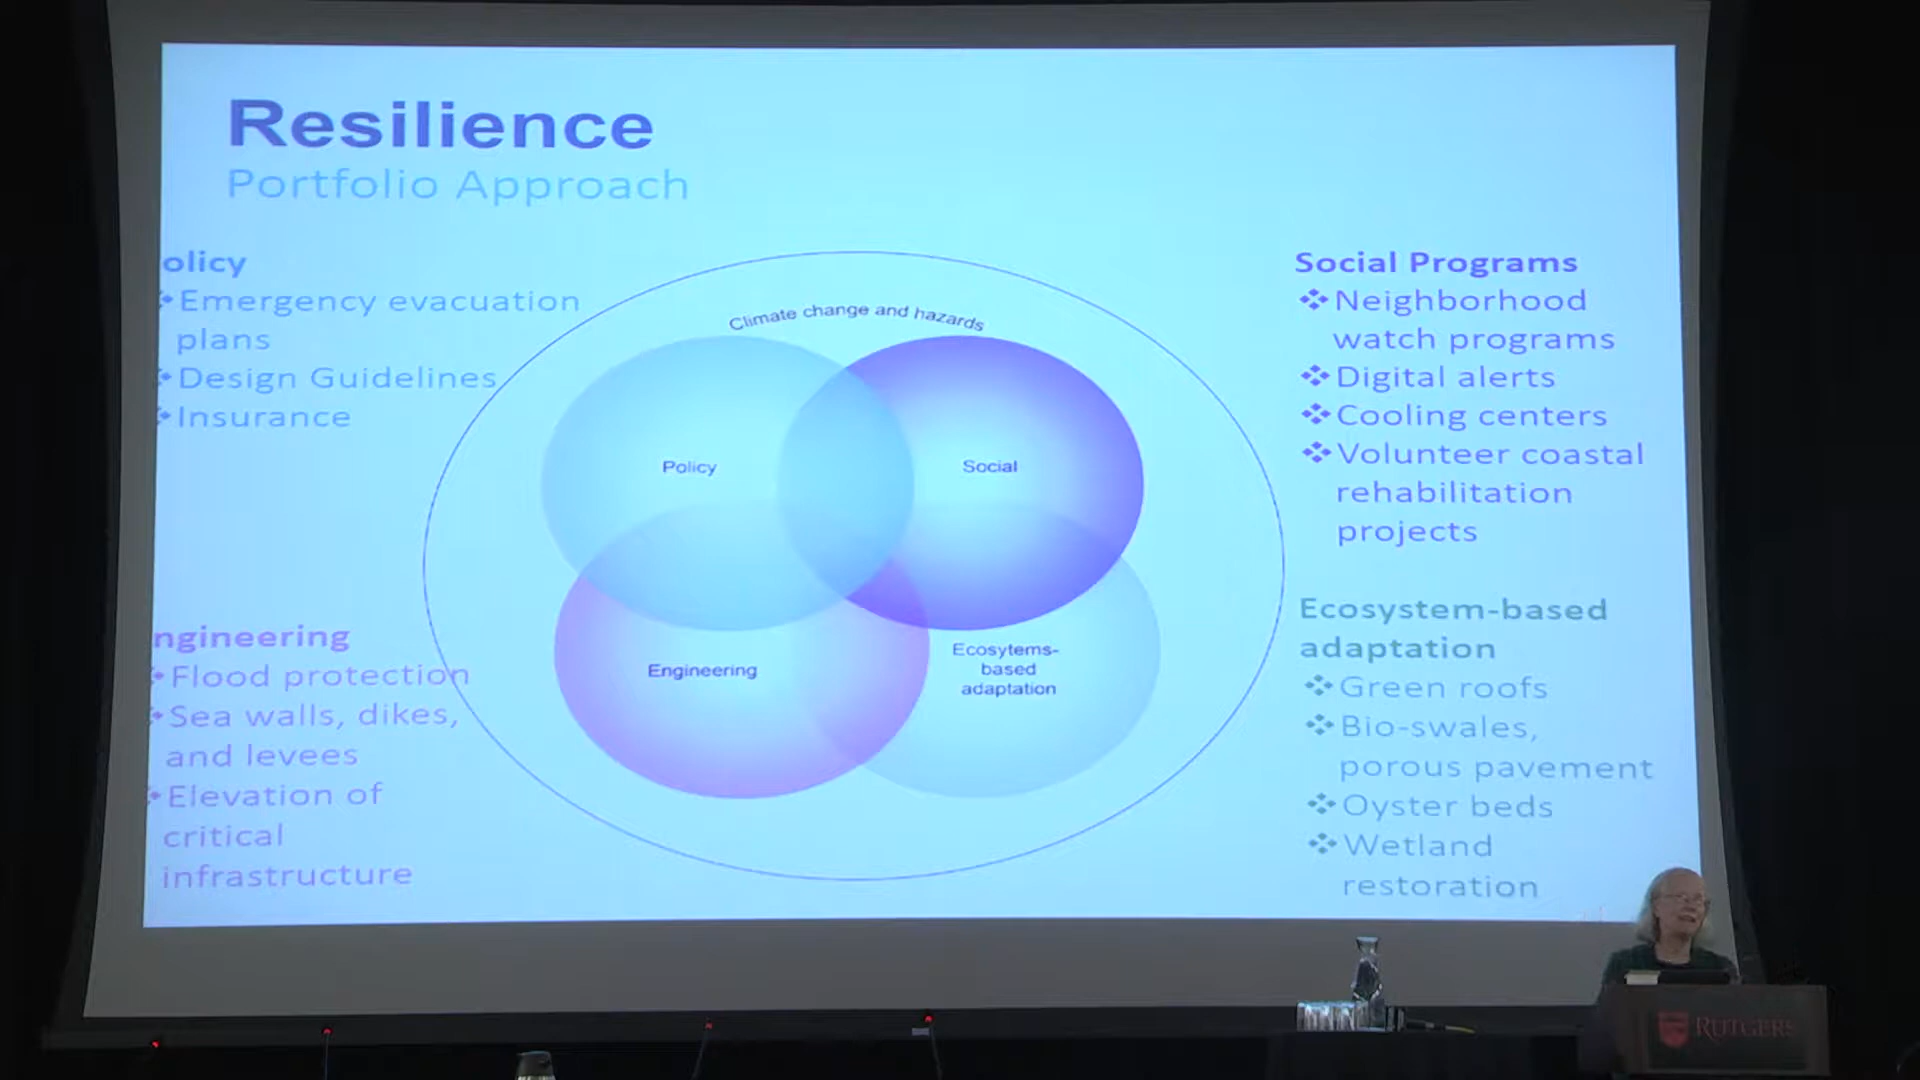 Resilience
Portfolio Approach
olicy
Emergency evacuation
plans
Design Guidelines
Insurance
ngineering
Flood protection
Sea walls, dikes,
and levees
Elevation of
critical
infrastructure
Climate change and hazards
Policy
Social
Engineering
Ecosytems-
based
adaptation
Social Programs
Neighborhood
watch programs
Digital alerts
Cooling centers
Volunteer coastal
rehabilitation
projects
Ecosystem-based
adaptation
Green roofs
Bio-swales,
porous pavement
Oyster beds
Wetland
restoration
RUTGERS